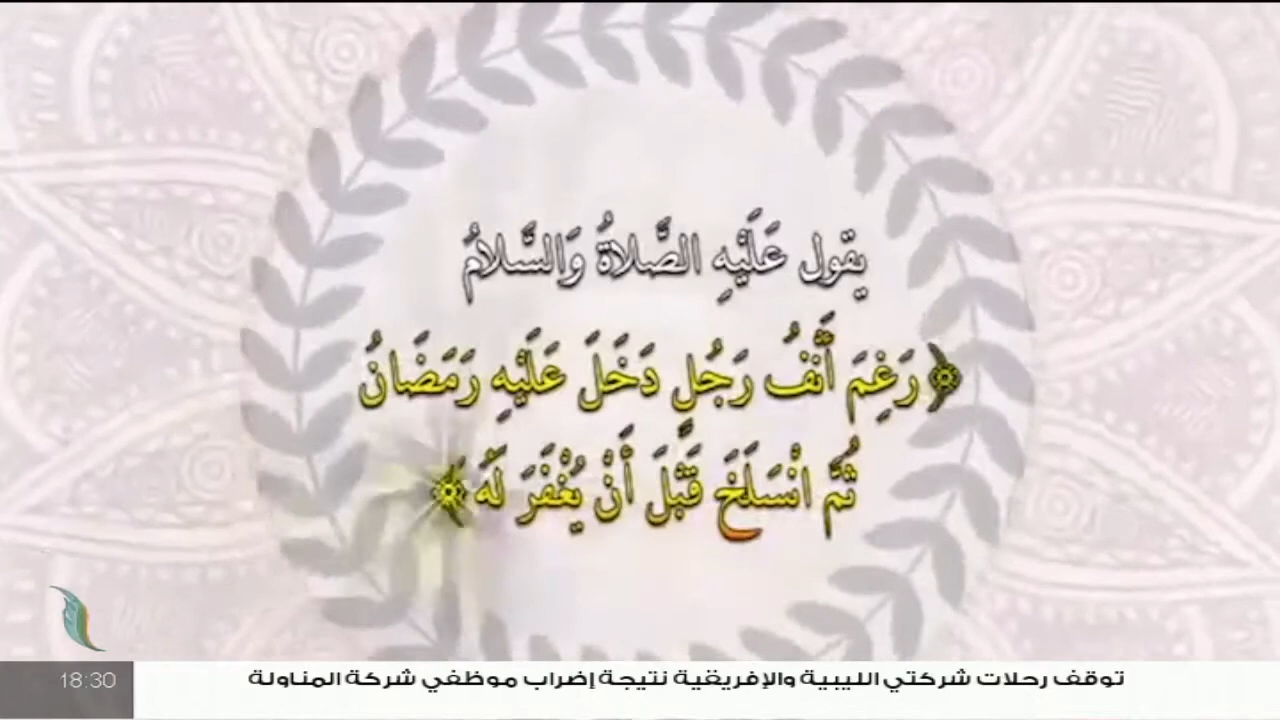 يقول عَلَيْهِ الصَّلاةُ وَالسَّلامُ
﴿رَغِمَ أَنْفُ رَجُلٍ دَخَلَ عَلَيْهِ رَمَضَانُ
ثُمَّ انْسَلَخَ قَبْلَ أَنْ يُغْفَرَ لَهُ﴾
18:30 توقف رحلات شركتي الليبية والإفريقية نتيجة إضراب موظفي شركة المناولة